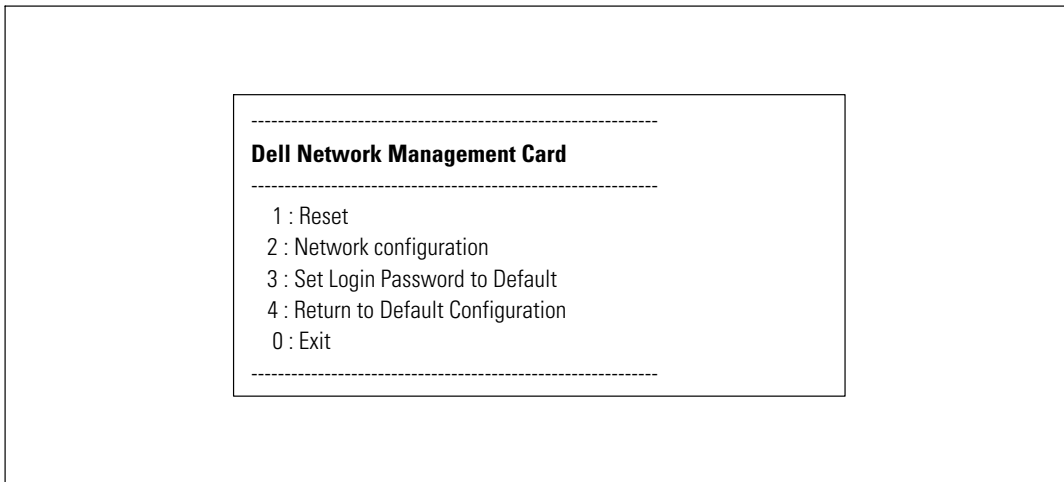 -------------------------------------------------------------
Dell Network Management Card
-------------------------------------------------------------
1 : Reset
2 : Network configuration
3 : Set Login Password to Default
4 : Return to Default Configuration
0 : Exit
-------------------------------------------------------------